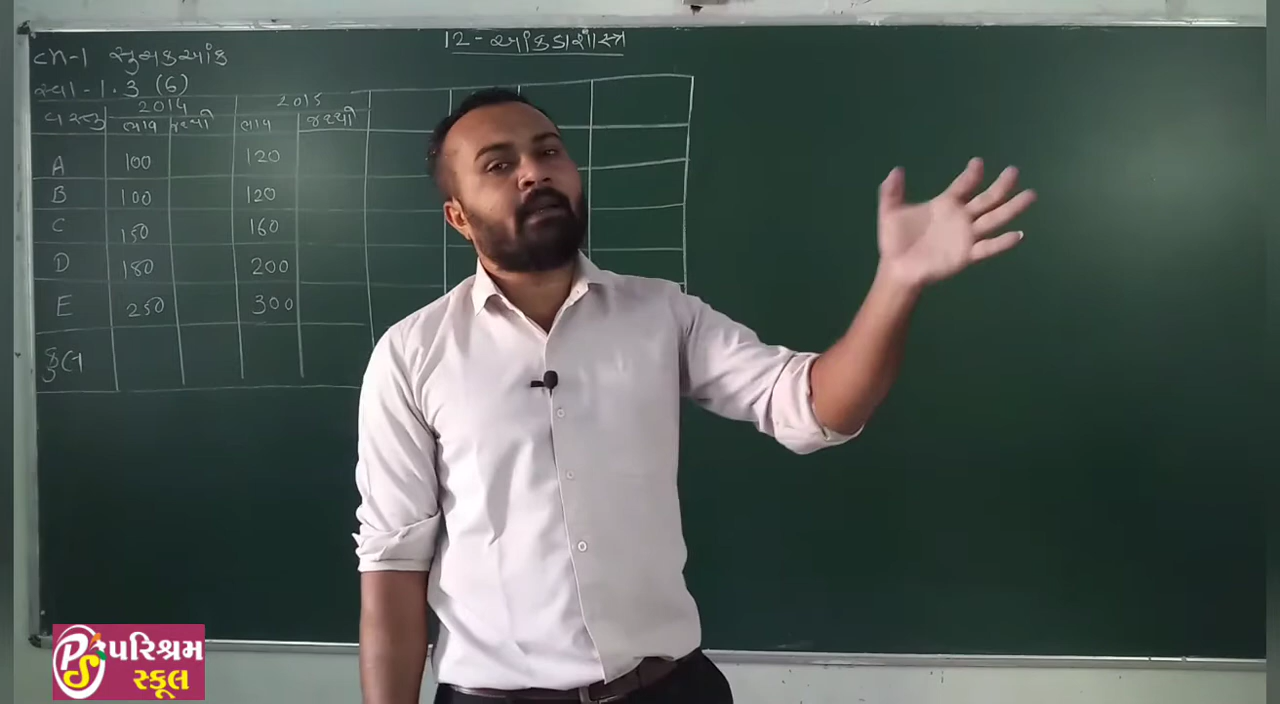 12 - આંકડાશાસ્ત્ર
ch-1 સુચકઆંક
સ્વા - 1.3 (6)
વસ્તુ 2014 2015
ભાવ જથ્થો ભાવ જથ્થો
A 100 120
B 100 120
C 150 160
D 180 200
E 250 300
કુલ
પરિશ્રમ
સ્કૂલ